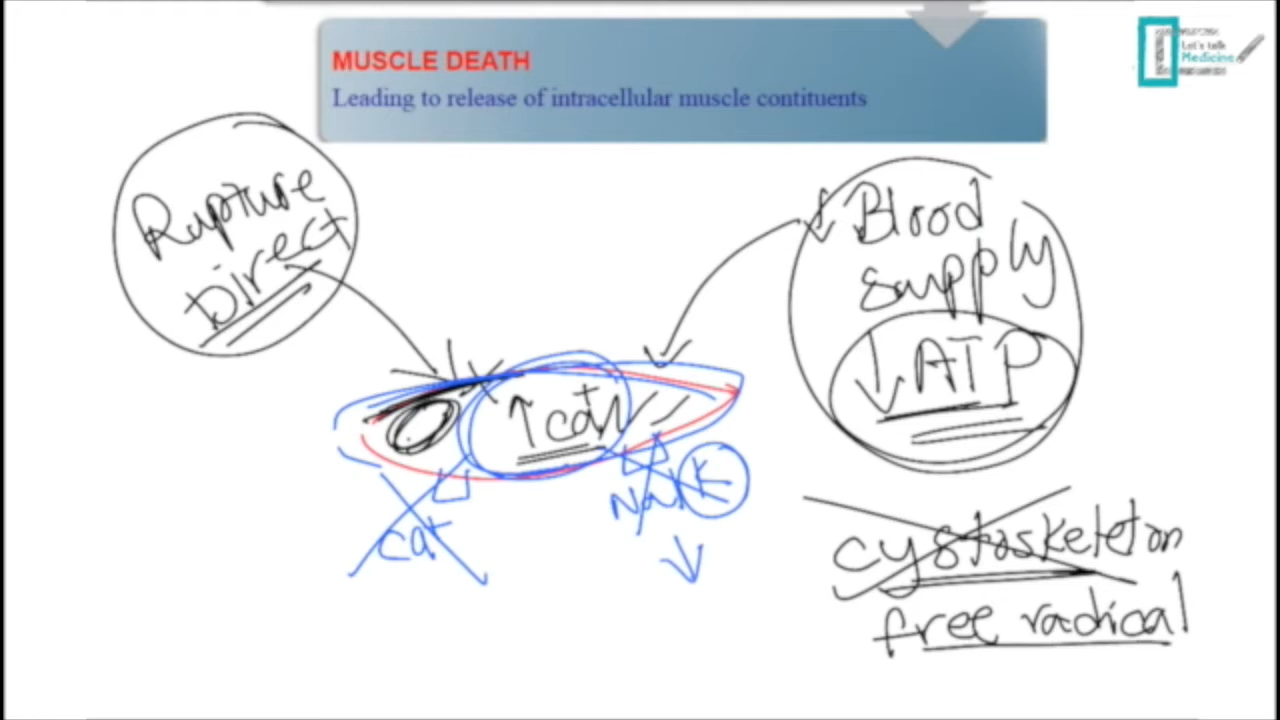 MUSCLE DEATH
Leading to release of intracellular muscle contituents
Let's talk
Medicine
Rupture
Direct
↓ Blood
supply
↓ ATP
↑ ca+
ca+
Na K
cystoskeleton
free radical